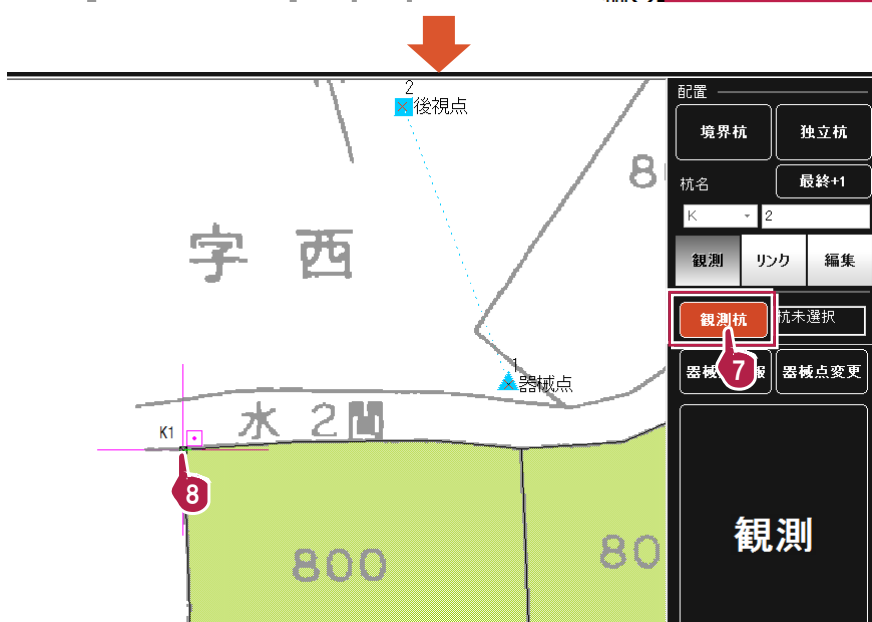 2
後視点
配置
境界杭
独立杭
80
杭名
最終+1
K
2
字 西
観測
リンク
編集
観測杭
杭未選択
7
1
器械点
器械
報
器械点変更
水 2間
K1
8
観測
800
80